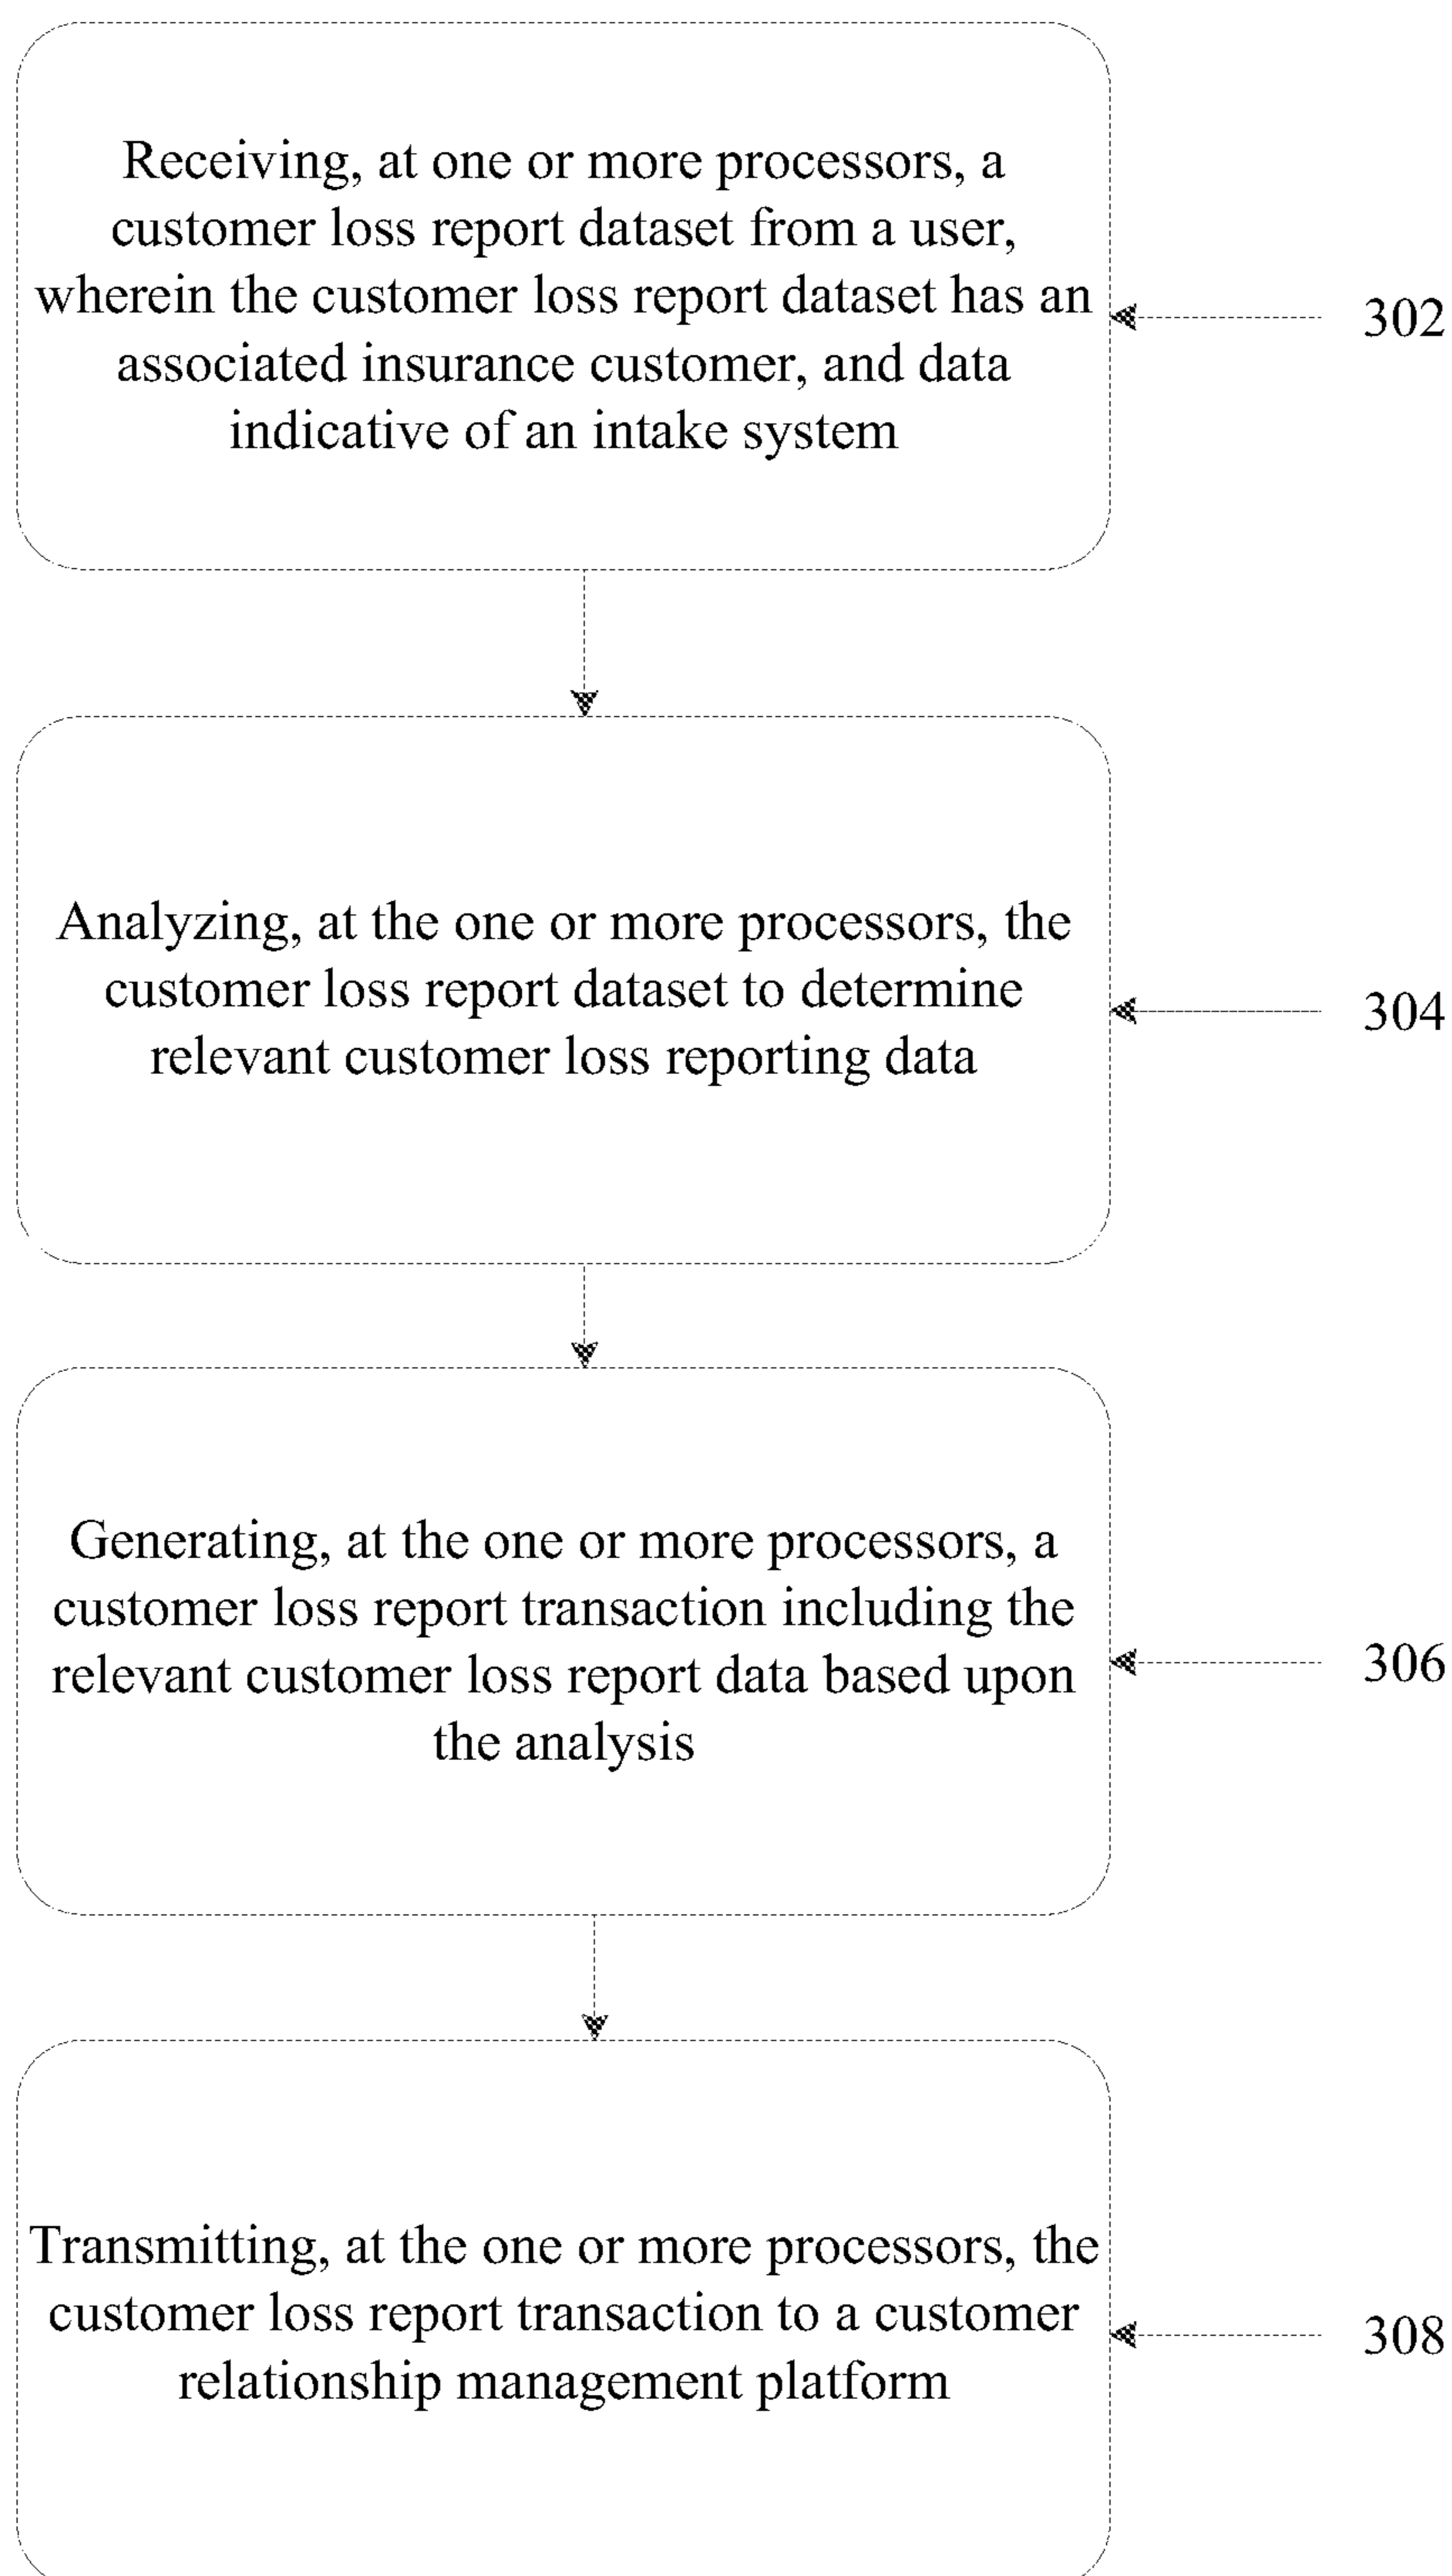 Receiving, at one or more processors, a
customer loss report dataset from a user,
wherein the customer loss report dataset has an
associated insurance customer, and data
indicative of an intake system
302
Analyzing, at the one or more processors, the
customer loss report dataset to determine
relevant customer loss reporting data
304
Generating, at the one or more processors, a
customer loss report transaction including the
relevant customer loss report data based upon
the analysis
306
Transmitting, at the one or more processors, the
customer loss report transaction to a customer
relationship management platform
308